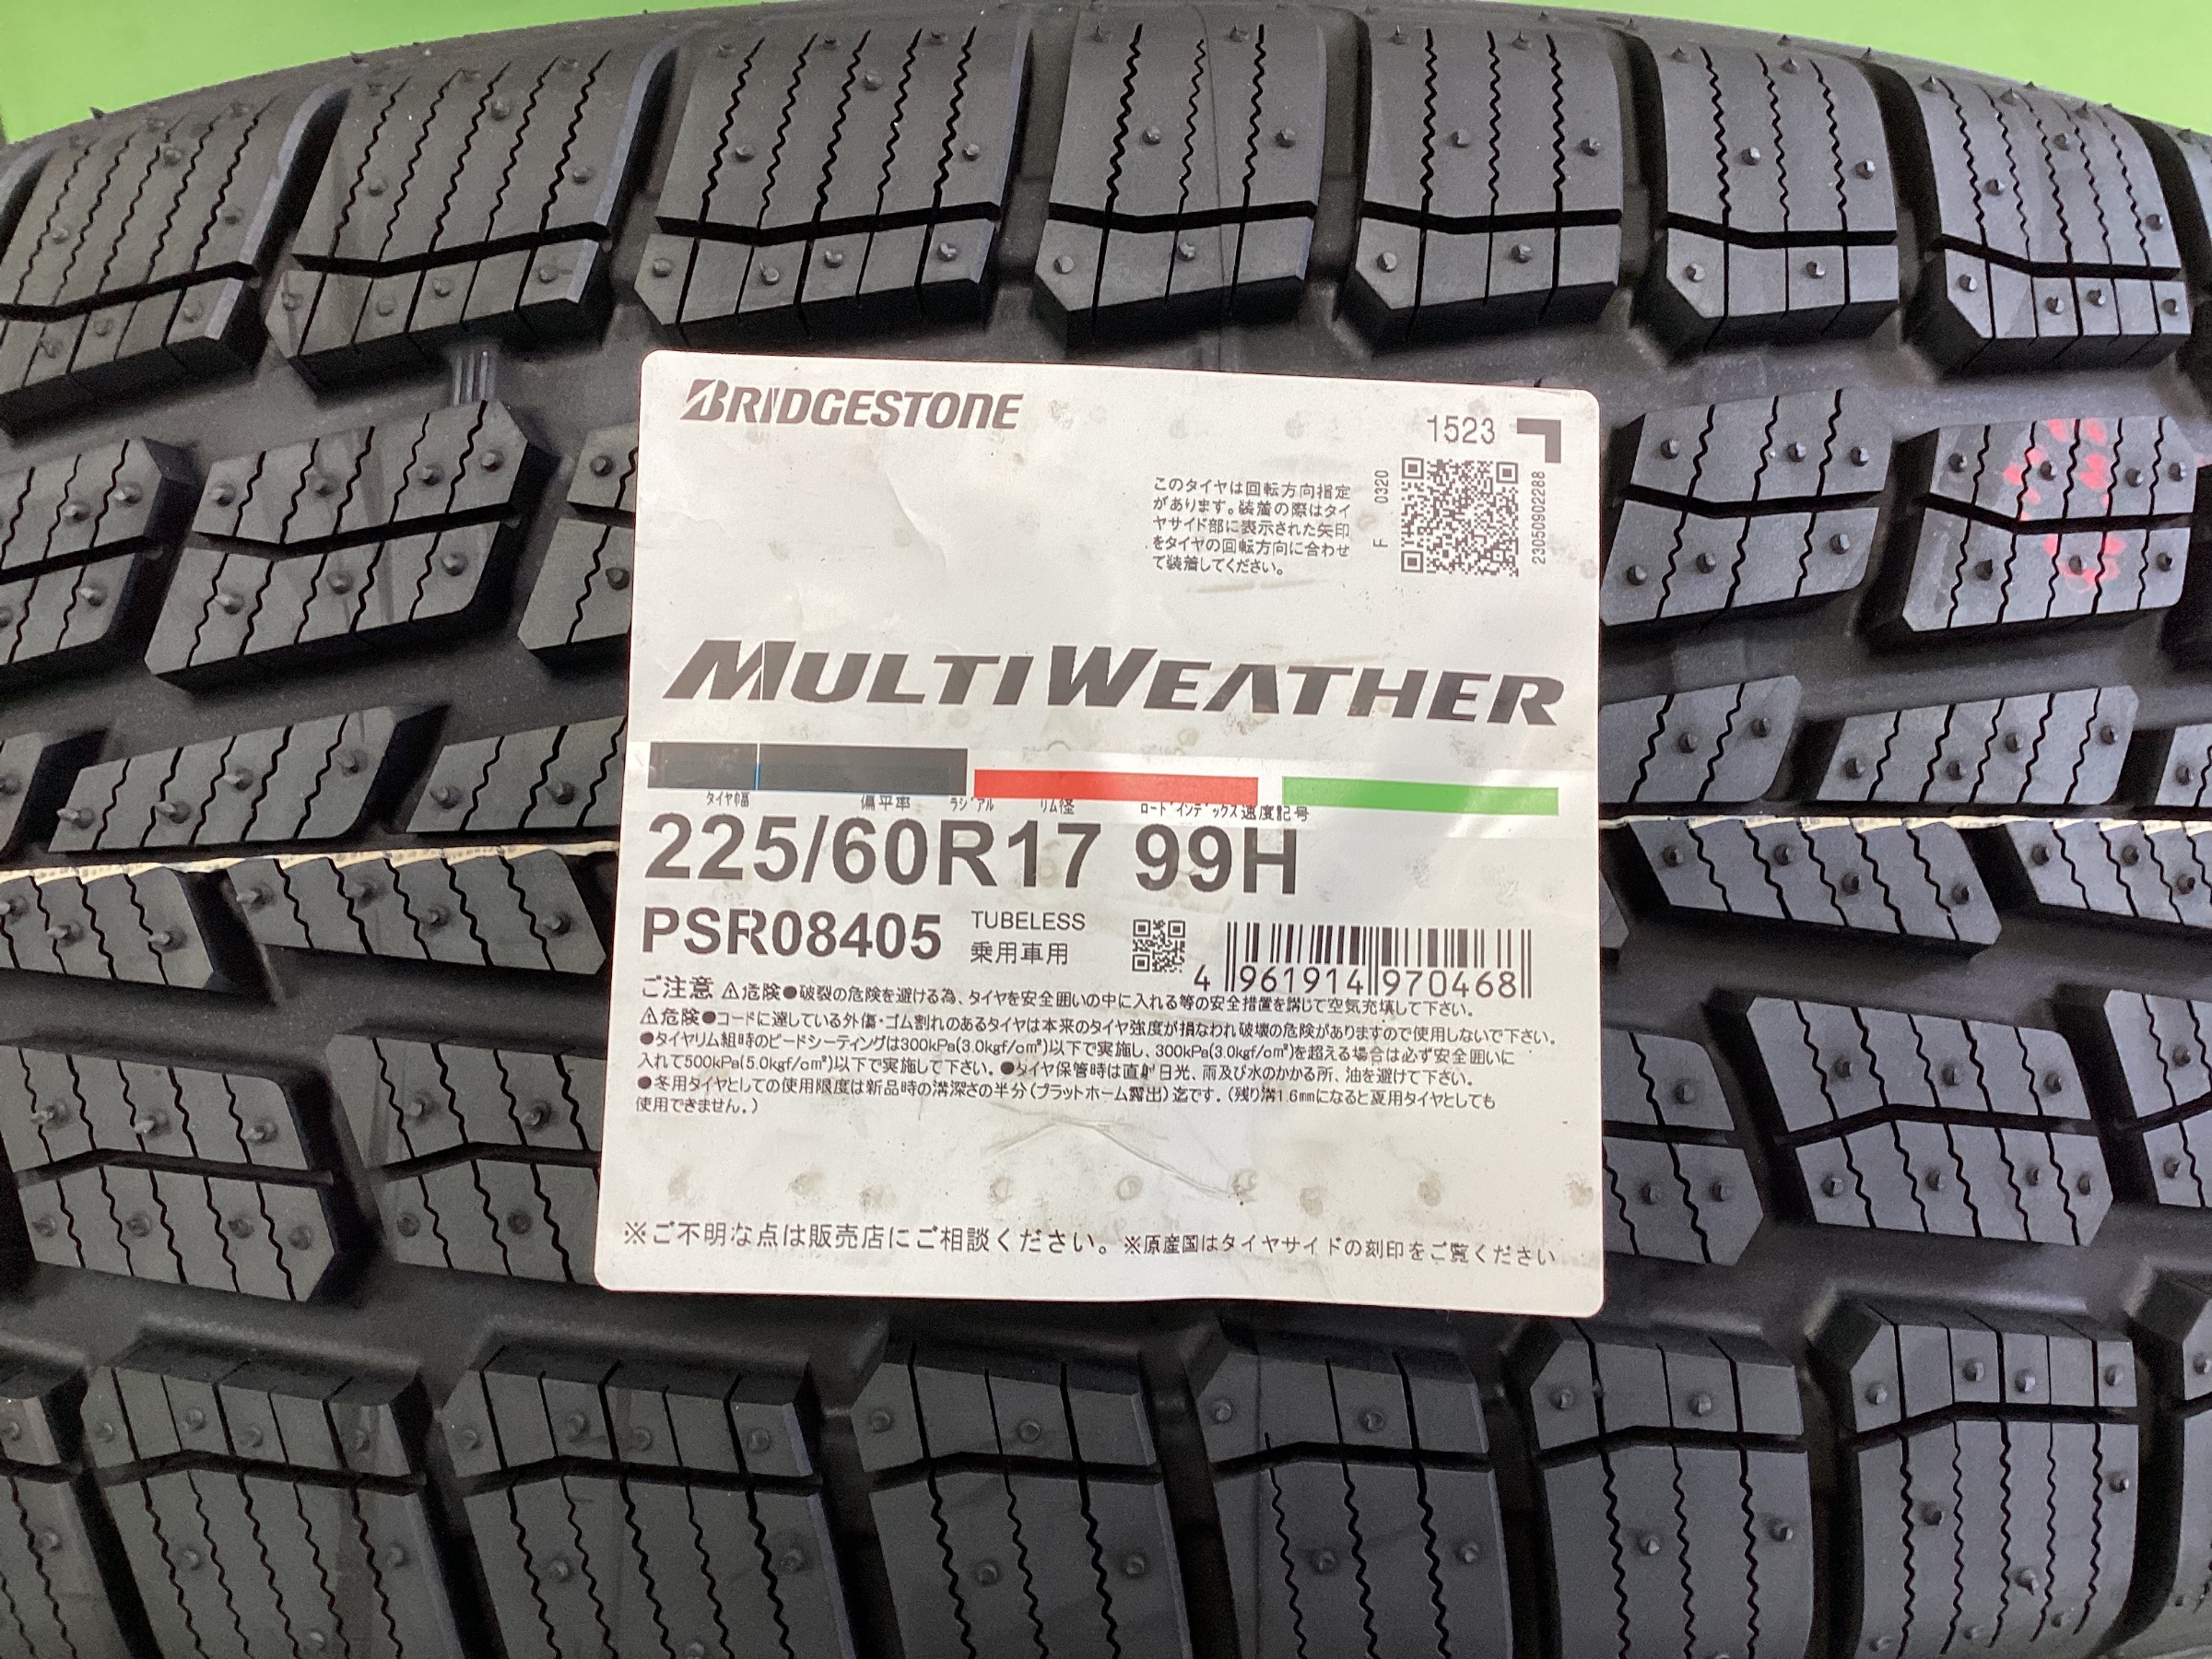 BRIDGESTONE
1523
このタイヤは回転方向指定
があります。装着の際はタイ
ヤサイド部に表示された矢印
をタイヤの回転方向に合わせ
て装着してください。
F 0320
2305090228​8
MULTIWEATHER
タイヤ幅 偏平率 ラジアル リム径 ロードインデックス 速度記号
225/60R17 99H
PSR08405
TUBELESS
乗用車用
4 961914 970468
ご注意 ⚠危険●破裂の危険を避ける為、タイヤを安全囲いの中に入れる等の安全措置を講じて空気充填して下さい。
⚠危険●コードに達している外傷・ゴム割れのあるタイヤは本来のタイヤ強度が損なわれ破壊の危険がありますので使用しないで下さい。
●タイヤリム組時のビードシーティングは300kPa(3.0kgf/cm²)以下で実施し、300kPa(3.0kgf/cm²)を超える場合は必ず安全囲いに
入れて500kPa(5.0kgf/cm²)以下で実施して下さい。●タイヤ保管時は直射日光、雨及び水のかかる所、油を避けて下さい。
●冬用タイヤとしての使用限度は新品時の溝深さの半分(プラットホーム露出)迄です。(残り溝1.6mmになると夏用タイヤとしても
使用できません。)
※ご不明な点は販売店にご相談ください。※原産国はタイヤサイドの刻印をご覧ください